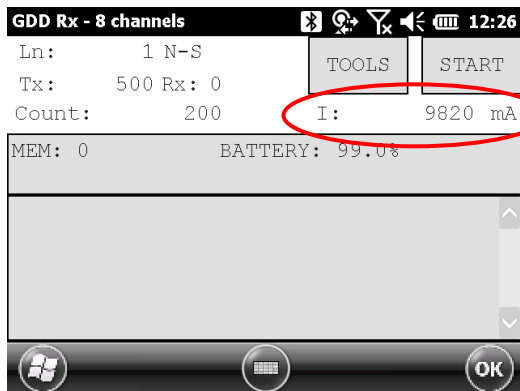 GDD Rx - 8 channels 12:26
Ln: 1 N-S
TOOLS START
Tx: 500 Rx: 0
Count: 200 I: 9820 mA
MEM: 0 BATTERY: 99.0%
OK